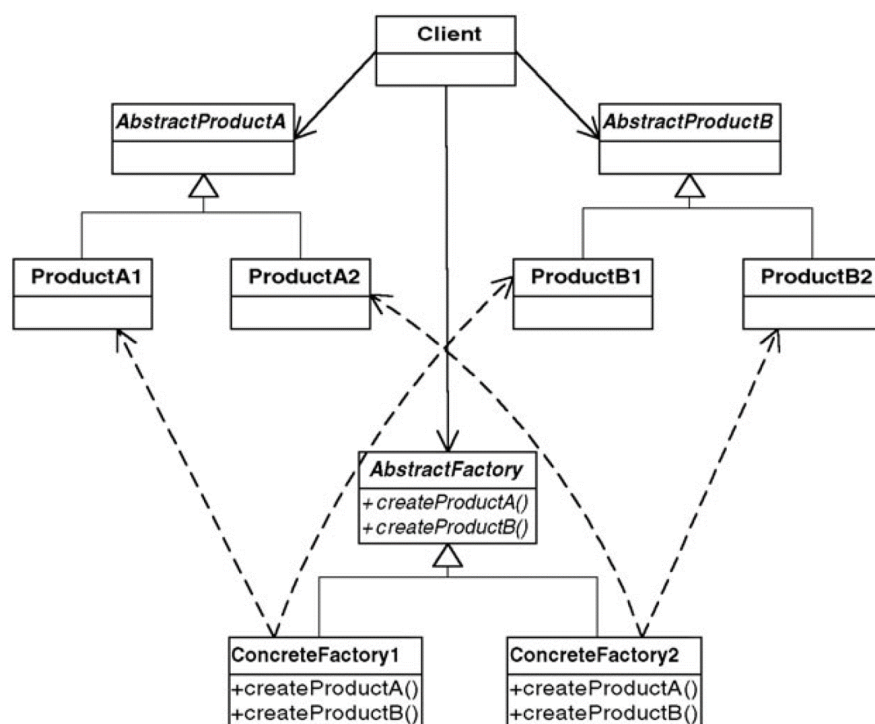 Client
AbstractProductA
AbstractProductB
ProductA1
ProductA2
ProductB1
ProductB2
AbstractFactory
+createProductA()
+createProductB()
ConcreteFactory1
+createProductA()
+createProductB()
ConcreteFactory2
+createProductA()
+createProductB()